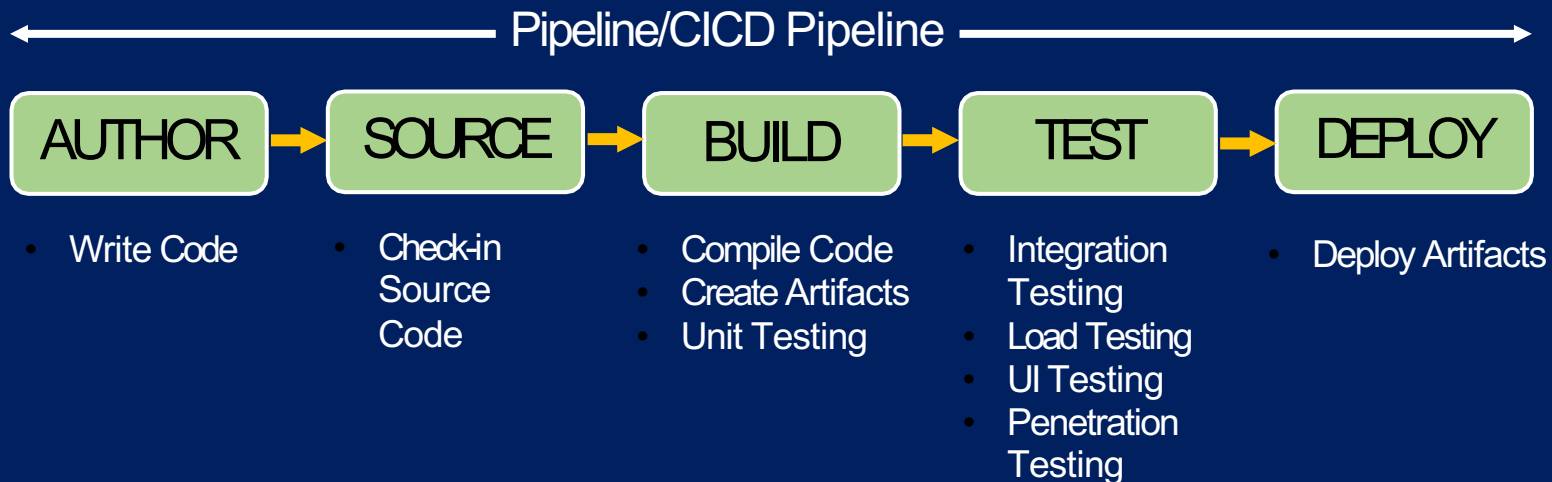 Pipeline/CICD Pipeline
AUTHOR
SOURCE
BUILD
TEST
DEPLOY
• Write Code
• Check-in
Source
Code
• Compile Code
• Create Artifacts
• Unit Testing
• Integration
Testing
• Load Testing
• UI Testing
• Penetration
Testing
• Deploy Artifacts